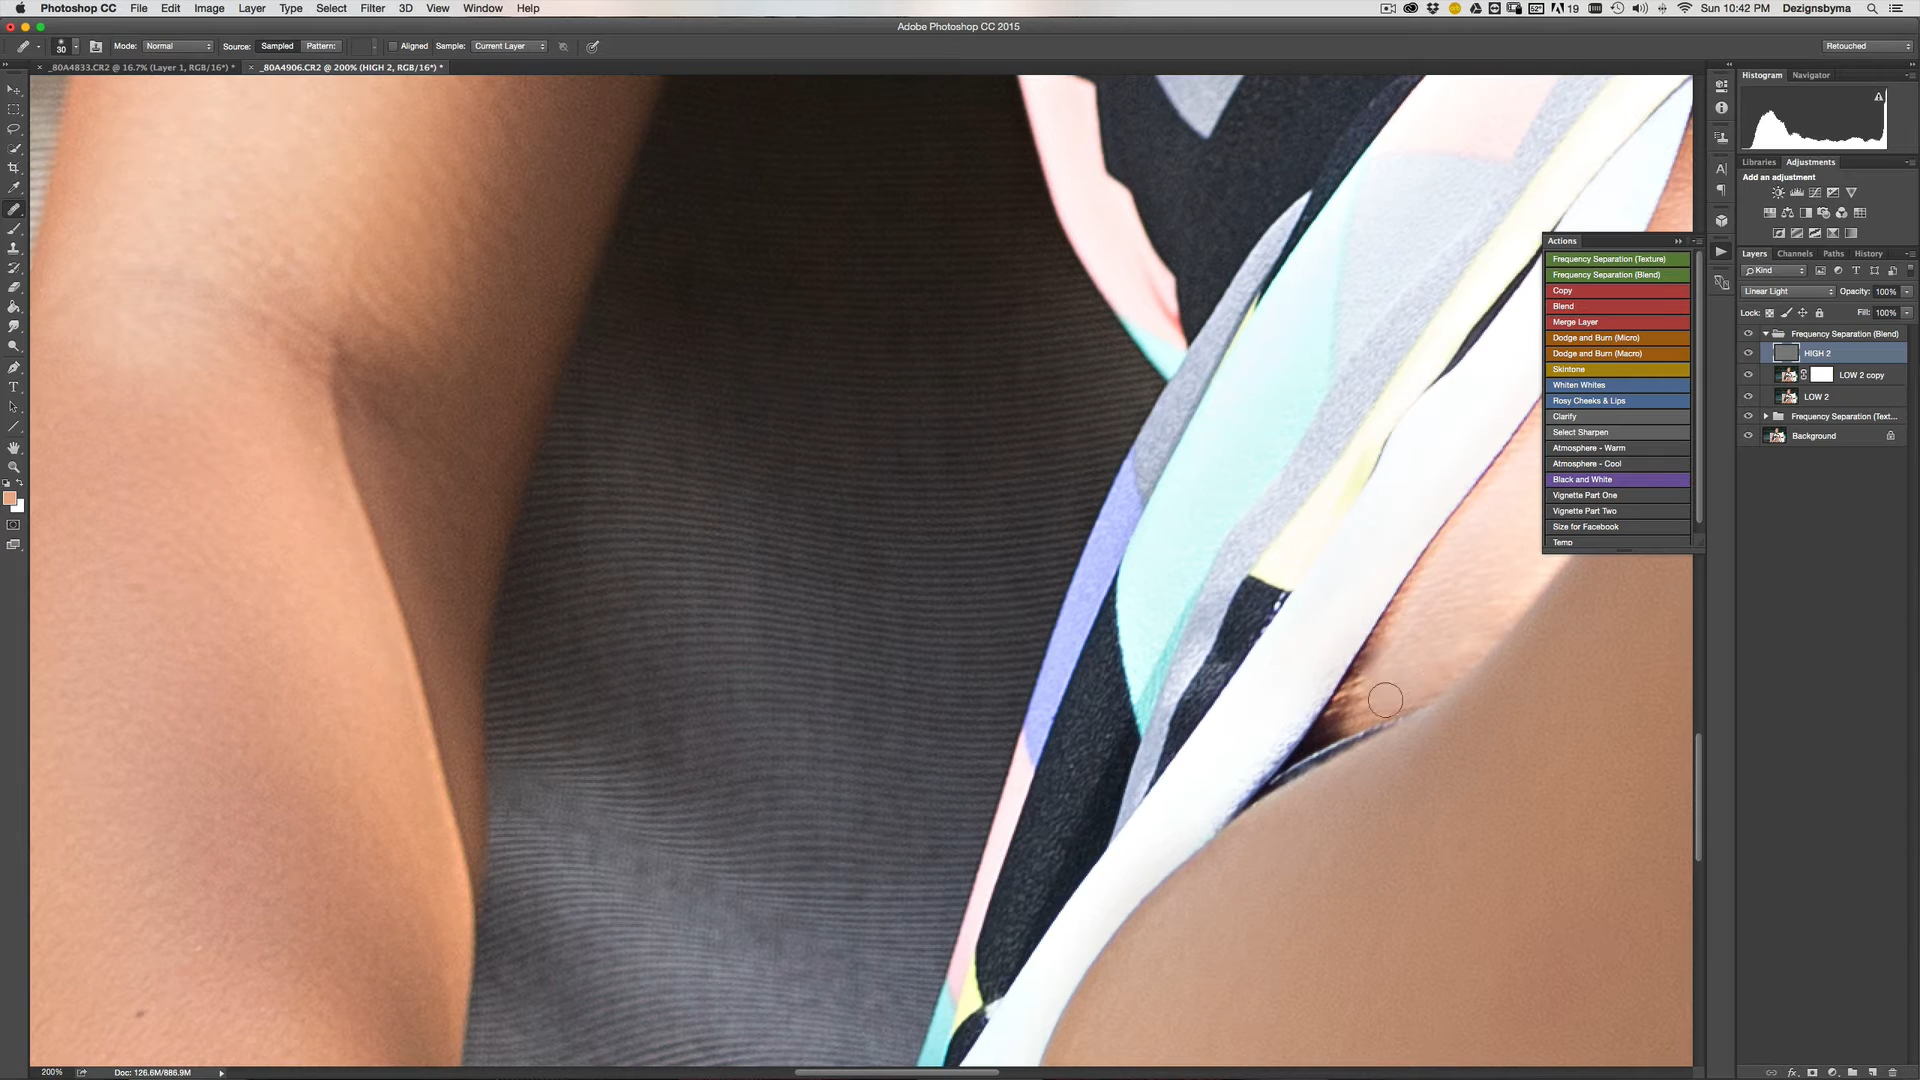 Photoshop CC File Edit Image Layer Type Select Filter 3D View Window Help 19 52° Sun 10:42 PM Dezignsbyma
Adobe Photoshop CC 2015
30 Mode: Normal Source: Sampled Pattern: Aligned Sample: Current Layer Retouched
_80A4833.CR2 @ 16.7% (Layer 1, RGB/16*) * _80A4906.CR2 @ 200% (HIGH 2, RGB/16*) *
Histogram Navigator
Libraries Adjustments
Add an adjustment
Actions
Frequency Separation (Texture)
Frequency Separation (Blend)
Copy
Blend
Merge Layer
Dodge and Burn (Micro)
Dodge and Burn (Macro)
Skintone
Whiten Whites
Rosy Cheeks & Lips
Clarify
Select Sharpen
Atmosphere - Warm
Atmosphere - Cool
Black and White
Vignette Part One
Vignette Part Two
Size for Facebook
Temp
Layers Channels Paths History
Kind
Linear Light Opacity: 100%
Lock: Fill: 100%
Frequency Separation (Blend)
HIGH 2
LOW 2 copy
LOW 2
Frequency Separation (Text...
Background
200% Doc: 126.6M/886.9M